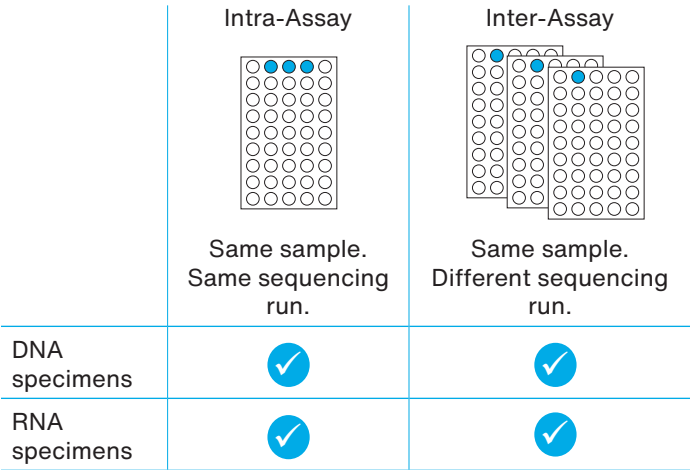 Intra-Assay
Inter-Assay
Same sample.
Same sequencing
run.
Same sample.
Different sequencing
run.
DNA
specimens
RNA
specimens